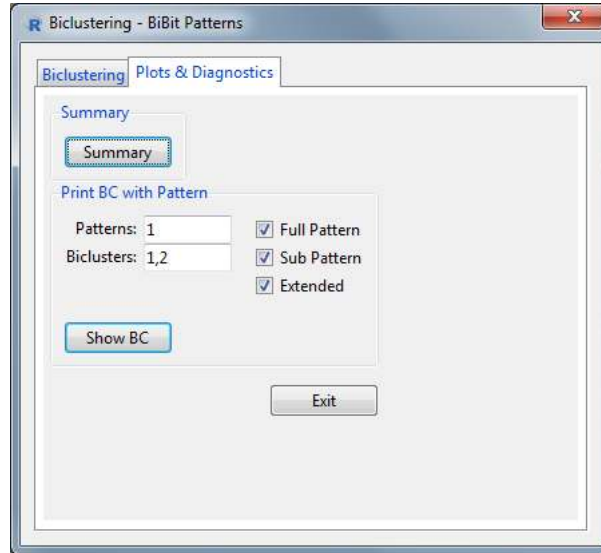 R Biclustering - BiBit Patterns
x
Biclustering Plots & Diagnostics
Summary
Summary
Print BC with Pattern
Patterns: 1 Full Pattern
Biclusters: 1,2 Sub Pattern
Extended
Show BC
Exit